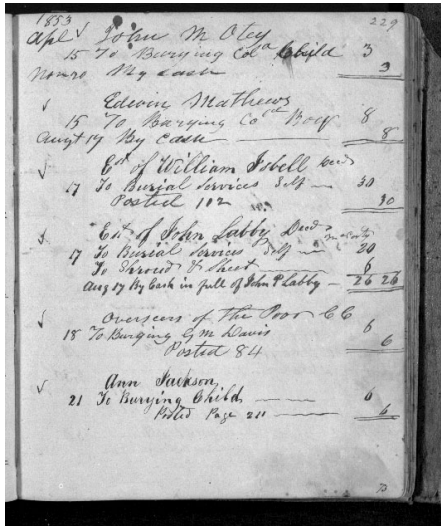 1853 229
Apl John M Otey
15 To Burying Cold Child 3
Nov 20 By Cash 3
Edwin Mathews
15 To Burying Cold Boy 8
Augt 17 By Cash 8
Est of William Isbell Decd
17 To Burial Services Self 30
Posted 112 30
Est of John Labby Decd
17 To Burial Services Self 20
To Shroud & Sheet 6
Aug 17 By Cash in full of John P Labby 26 26
Overseers of the Poor C C
18 To Burying G M Davis 6
Posted 84 6
Ann Jackson
21 To Burying Child 6
Posted Page 211 6